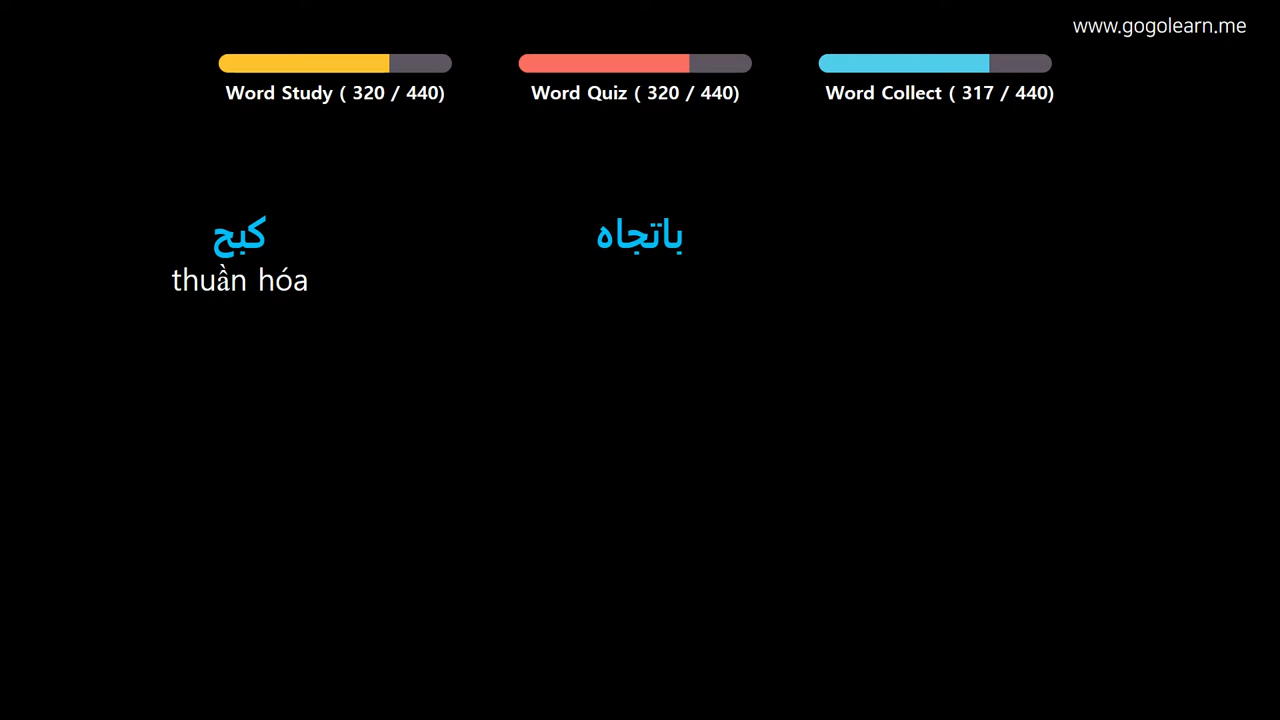 www.gogolearn.me
Word Study ( 320 / 440)
Word Quiz ( 320 / 440)
Word Collect ( 317 / 440)
كبح
thuần hóa
باتجاه